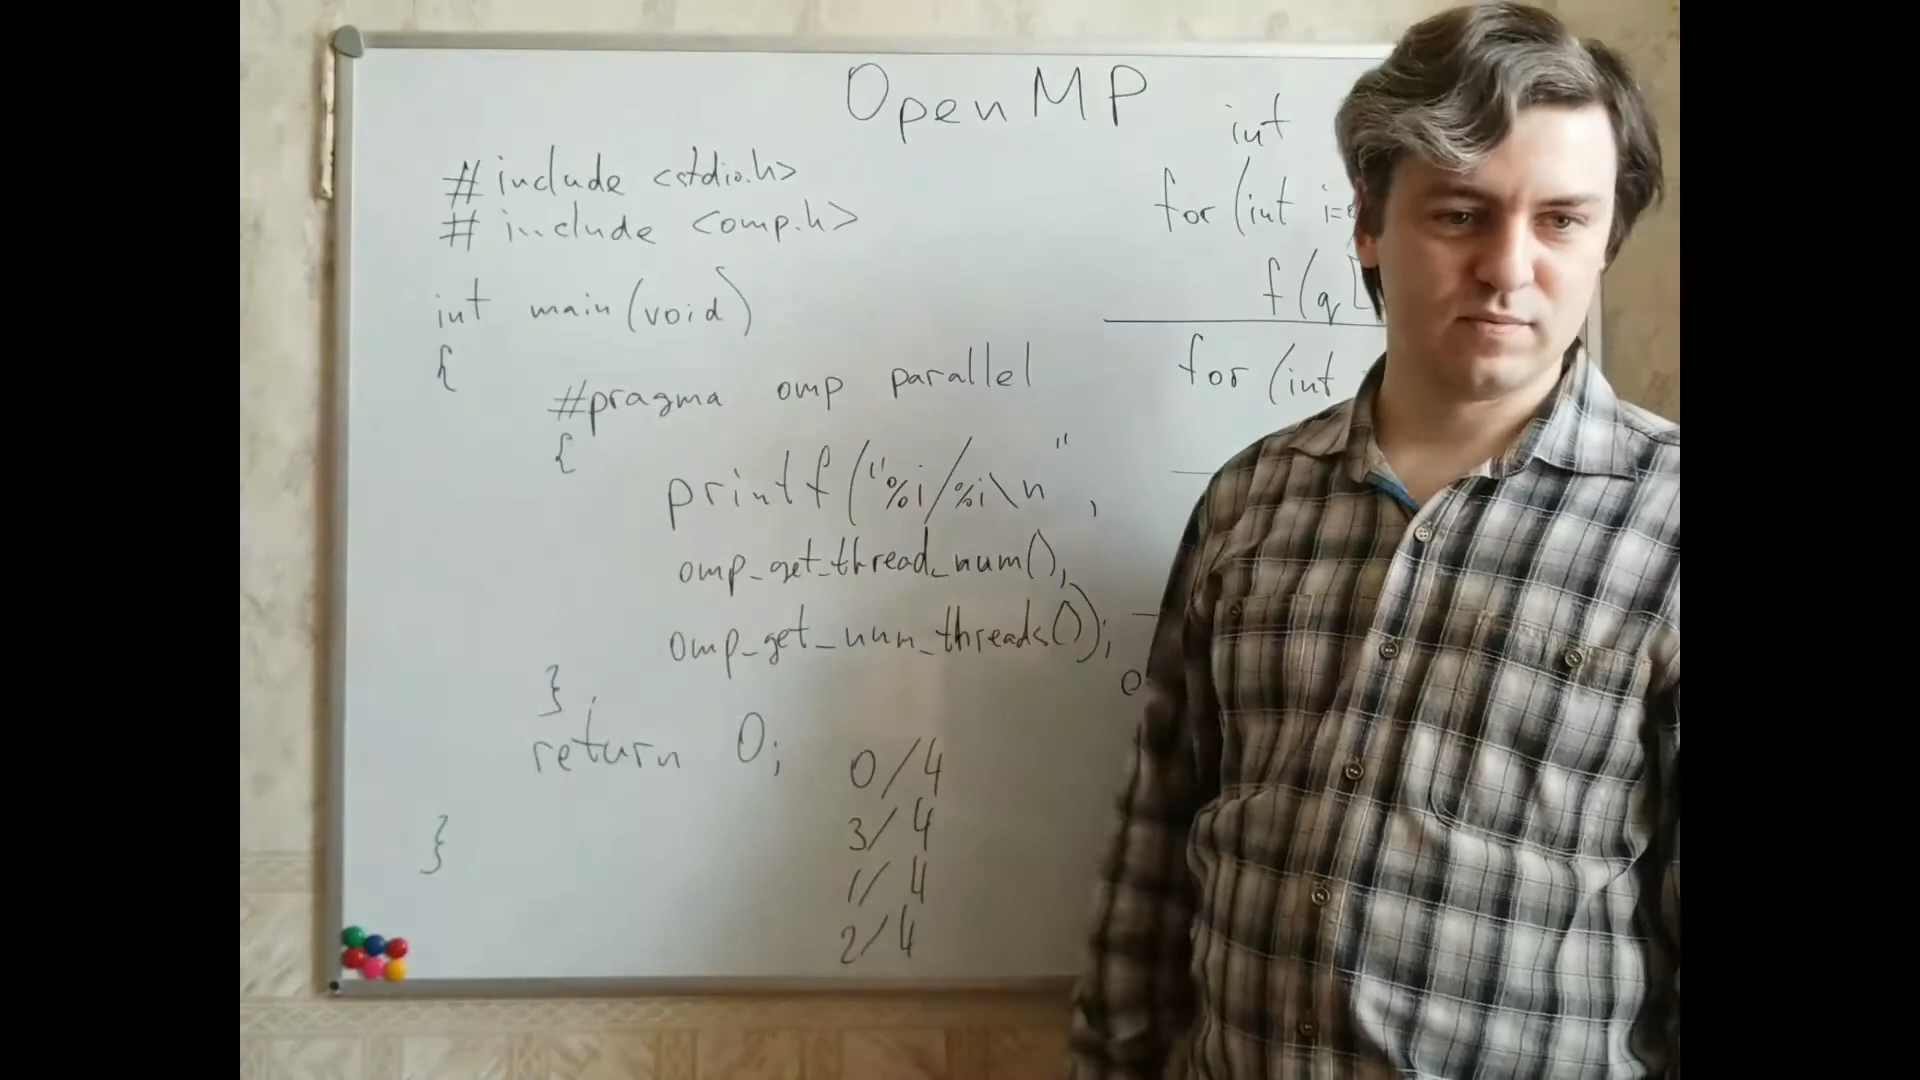 OpenMP
#include <stdio.h>
#include <omp.h>
int main(void)
{
#pragma omp parallel
{
printf("%i/%i\n",
omp_get_thread_num(),
omp_get_num_threads());
}
return 0;
}
0/4
3/4
1/4
2/4
int
for (int i=
f(q[
for (int